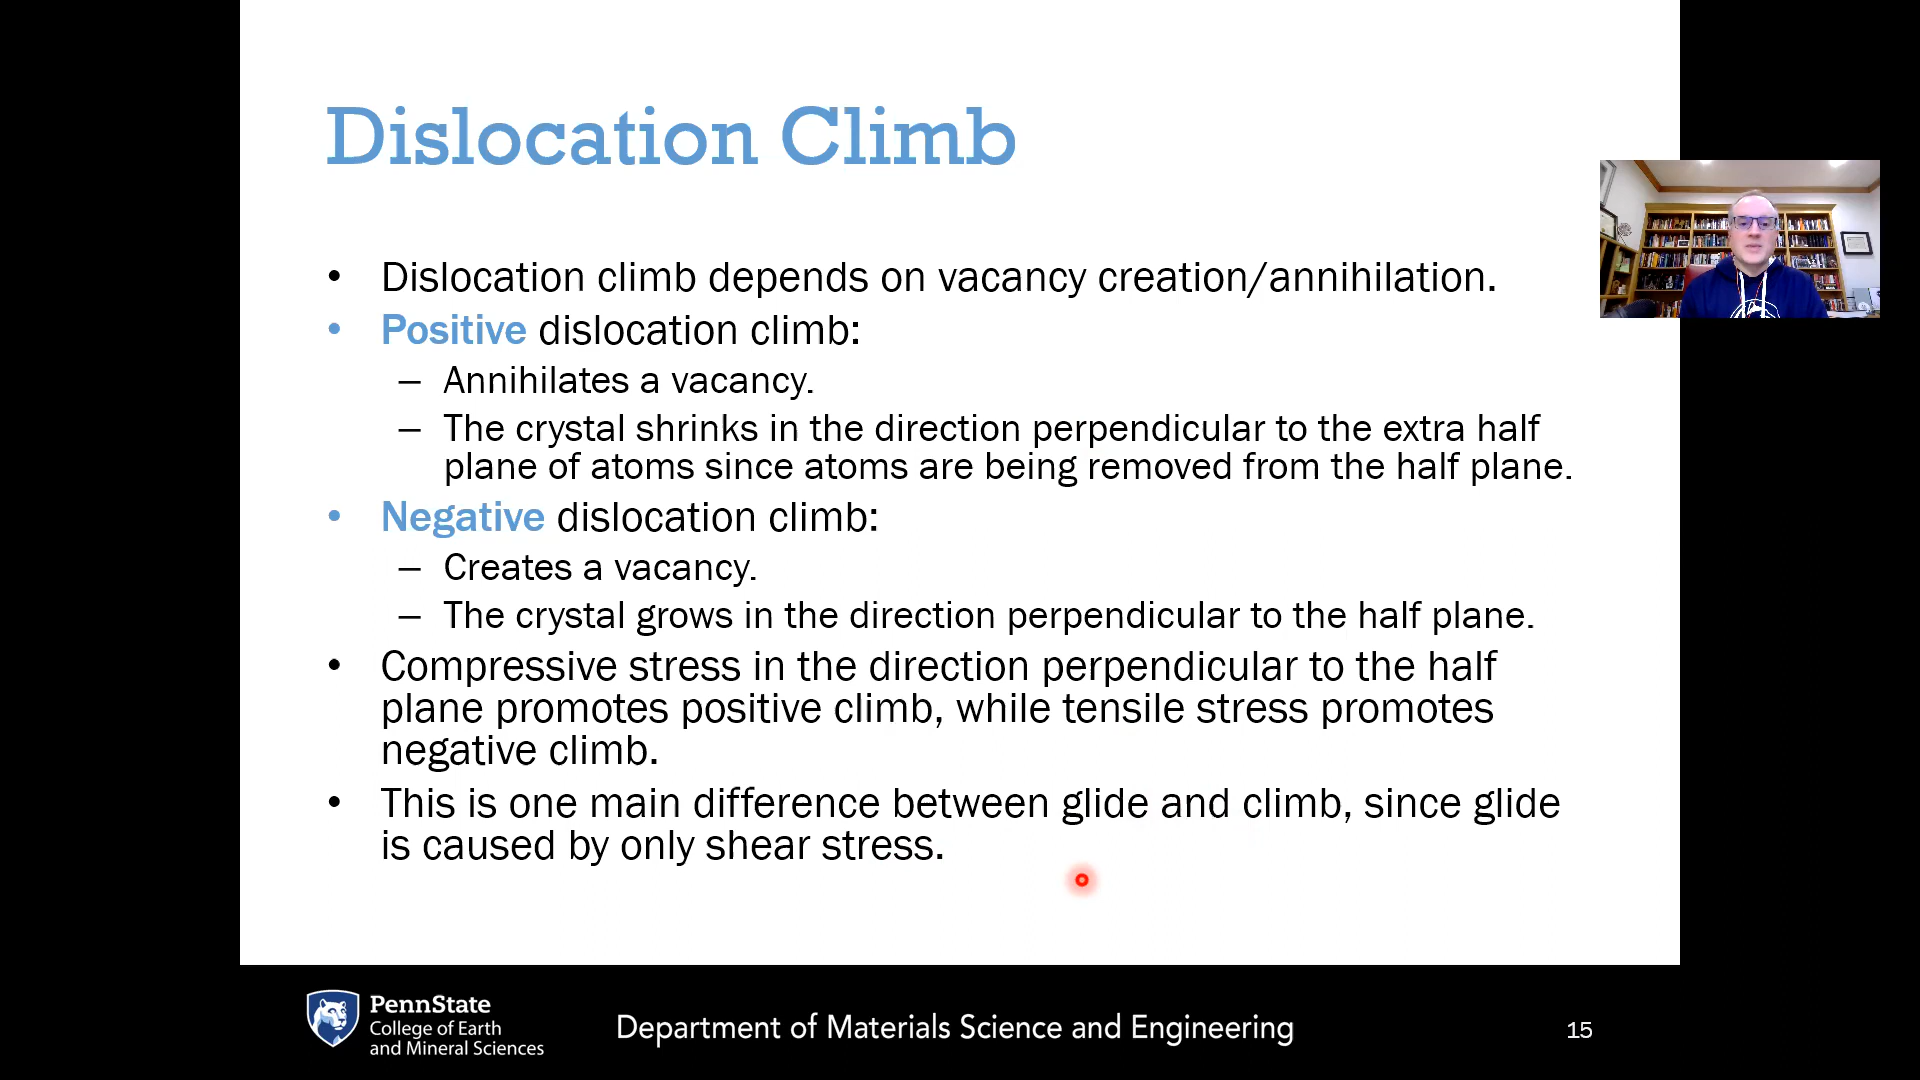 Dislocation Climb
• Dislocation climb depends on vacancy creation/annihilation.
• Positive dislocation climb:
– Annihilates a vacancy.
– The crystal shrinks in the direction perpendicular to the extra half
plane of atoms since atoms are being removed from the half plane.
• Negative dislocation climb:
– Creates a vacancy.
– The crystal grows in the direction perpendicular to the half plane.
• Compressive stress in the direction perpendicular to the half
plane promotes positive climb, while tensile stress promotes
negative climb.
• This is one main difference between glide and climb, since glide
is caused by only shear stress.
PennState
College of Earth
and Mineral Sciences
Department of Materials Science and Engineering
15